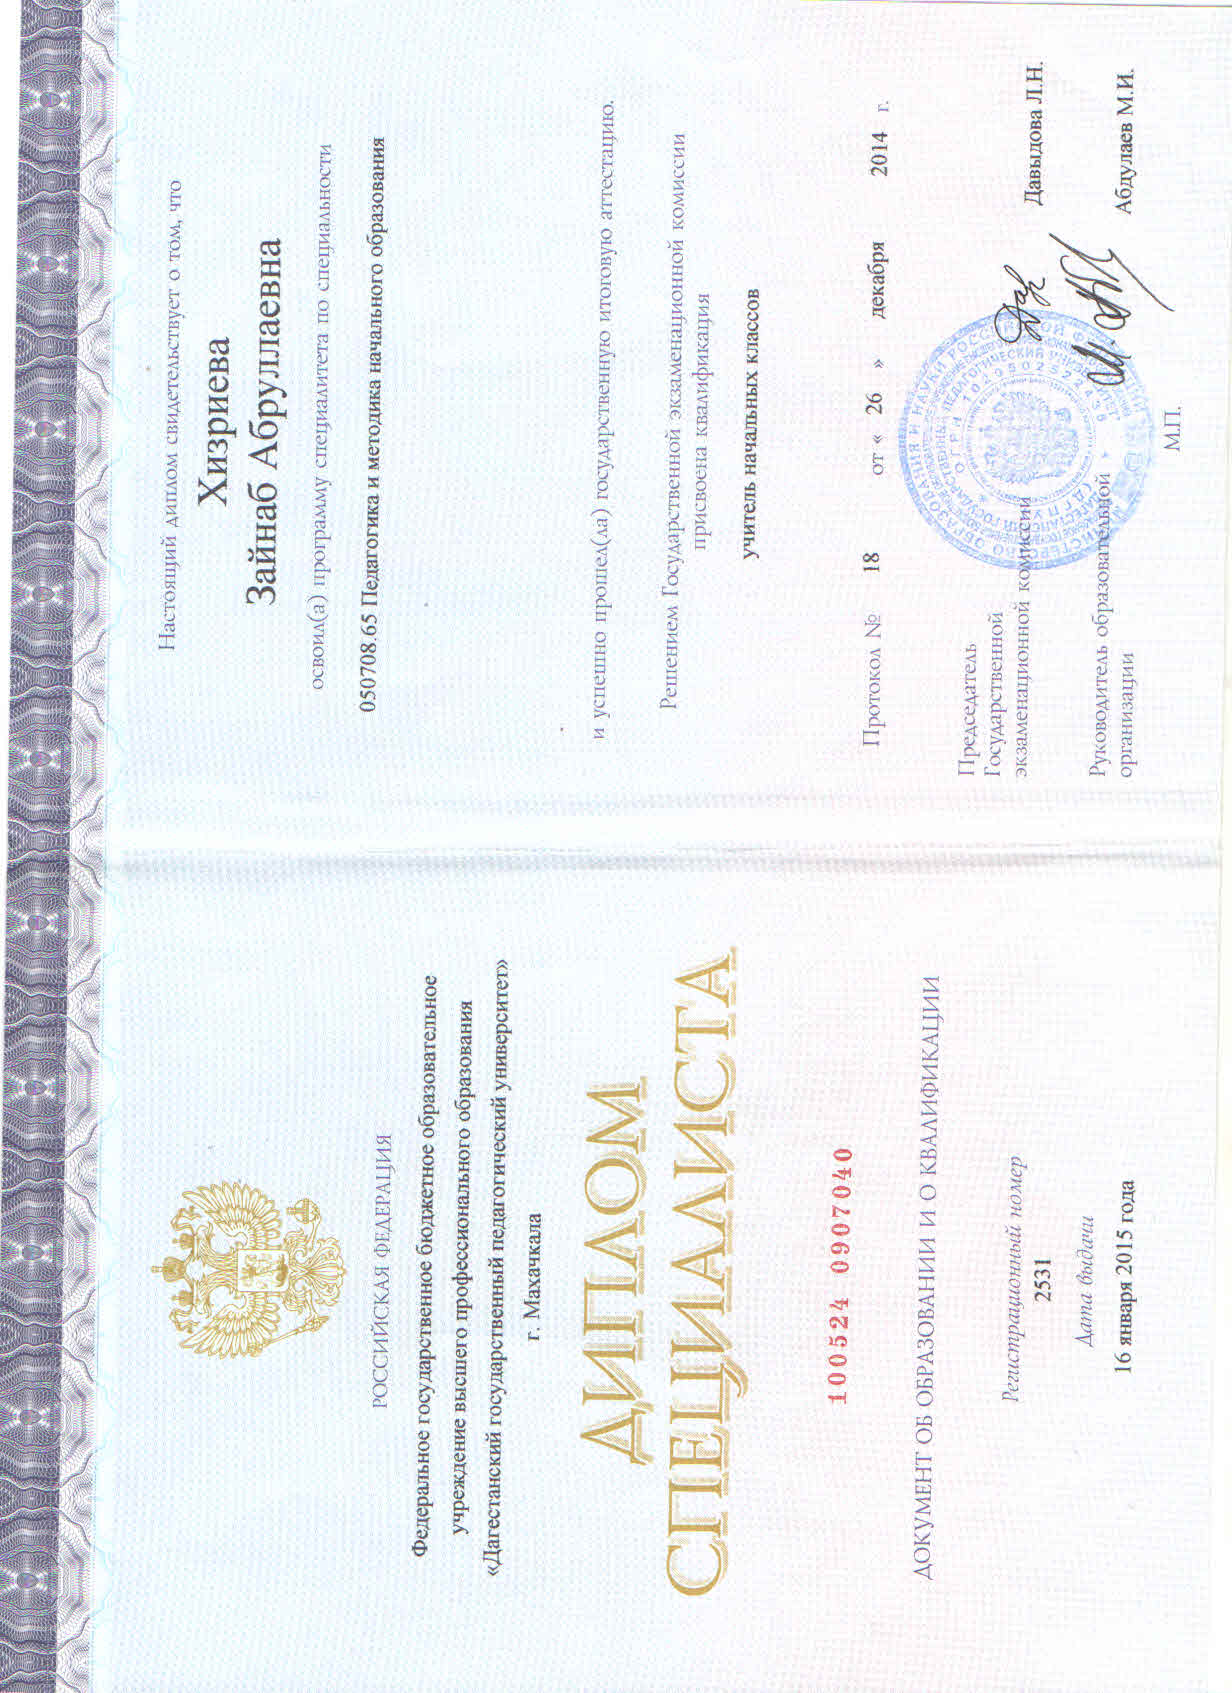 РОССИЙСКАЯ ФЕДЕРАЦИЯ
Федеральное государственное бюджетное образовательное
учреждение высшего профессионального образования
«Дагестанский государственный педагогический университет»
г. Махачкала
ДИПЛОМ
СПЕЦИАЛИСТА
100524 0907040
ДОКУМЕНТ ОБ ОБРАЗОВАНИИ И О КВАЛИФИКАЦИИ
Регистрационный номер
2531
Дата выдачи
16 января 2015 года
Настоящий диплом свидетельствует о том, что
Хизриева
Зайнаб Абруллаевна
освоил(а) программу специалитета по специальности
050708.65 Педагогика и методика начального образования
и успешно прошел(ла) государственную итоговую аттестацию.
Решением Государственной экзаменационной комиссии
присвоена квалификация
учитель начальных классов
Протокол № 18 от « 26 » декабря 2014 г.
Председатель
Государственной
экзаменационной комиссии Давыдова Л.Н.
Руководитель образовательной
организации Абдулаев М.И.
М.П.